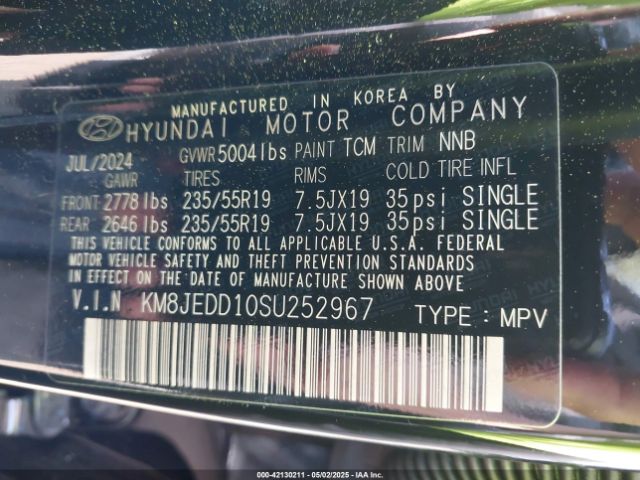 MANUFACTURED IN KOREA BY
HYUNDAI MOTOR COMPANY
JUL/2024 GVWR 5004lbs PAINT TCM TRIM NNB
GAWR TIRES RIMS COLD TIRE INFL
FRONT 2778lbs 235/55R19 7.5JX19 35psi SINGLE
REAR 2646lbs 235/55R19 7.5JX19 35psi SINGLE
THIS VEHICLE CONFORMS TO ALL APPLICABLE U.S.A. FEDERAL
MOTOR VEHICLE SAFETY AND THEFT PREVENTION STANDARDS
IN EFFECT ON THE DATE OF MANUFACTURE SHOWN ABOVE.
V.I.N KM8JEDD10SU252967 TYPE : MPV
000-42130211 - 05/02/2025 - IAA Inc.